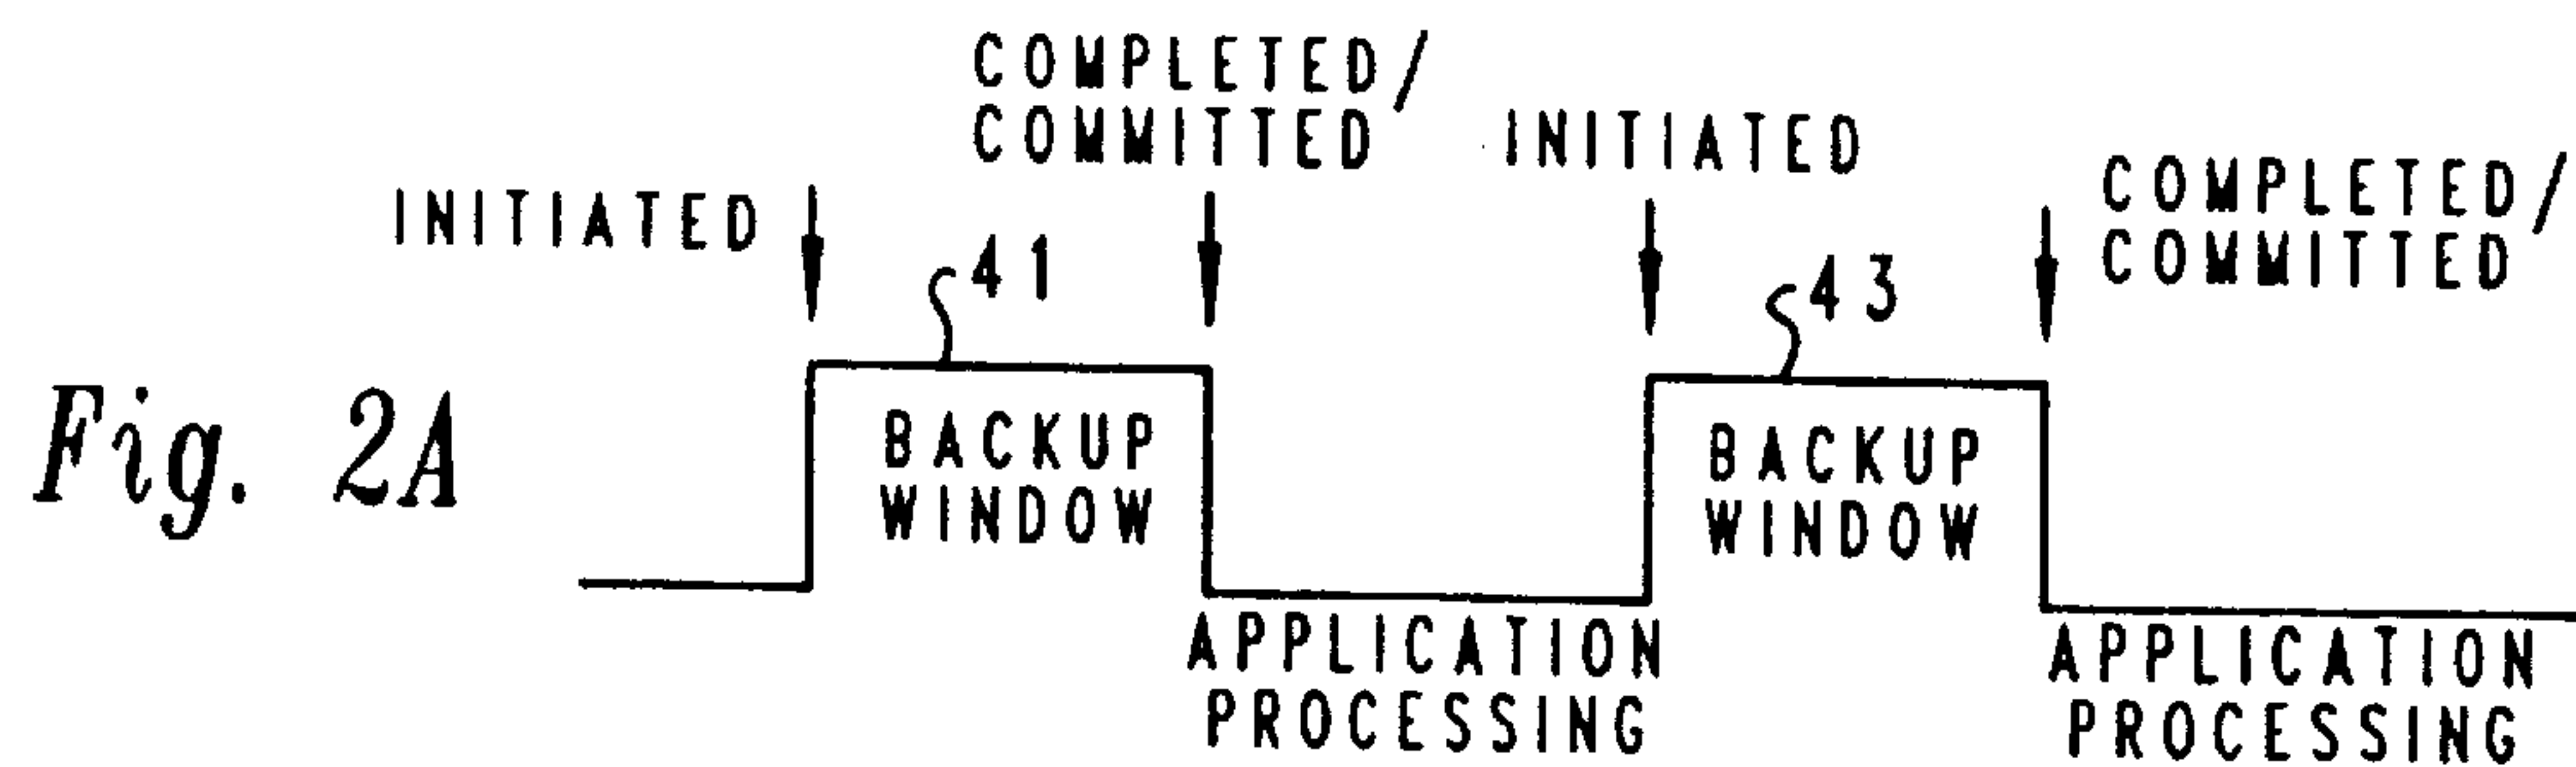 COMPLETED/
COMMITTED
INITIATED
INITIATED
COMPLETED/
COMMITTED
41
43
Fig. 2A
BACKUP
WINDOW
BACKUP
WINDOW
APPLICATION
PROCESSING
APPLICATION
PROCESSING